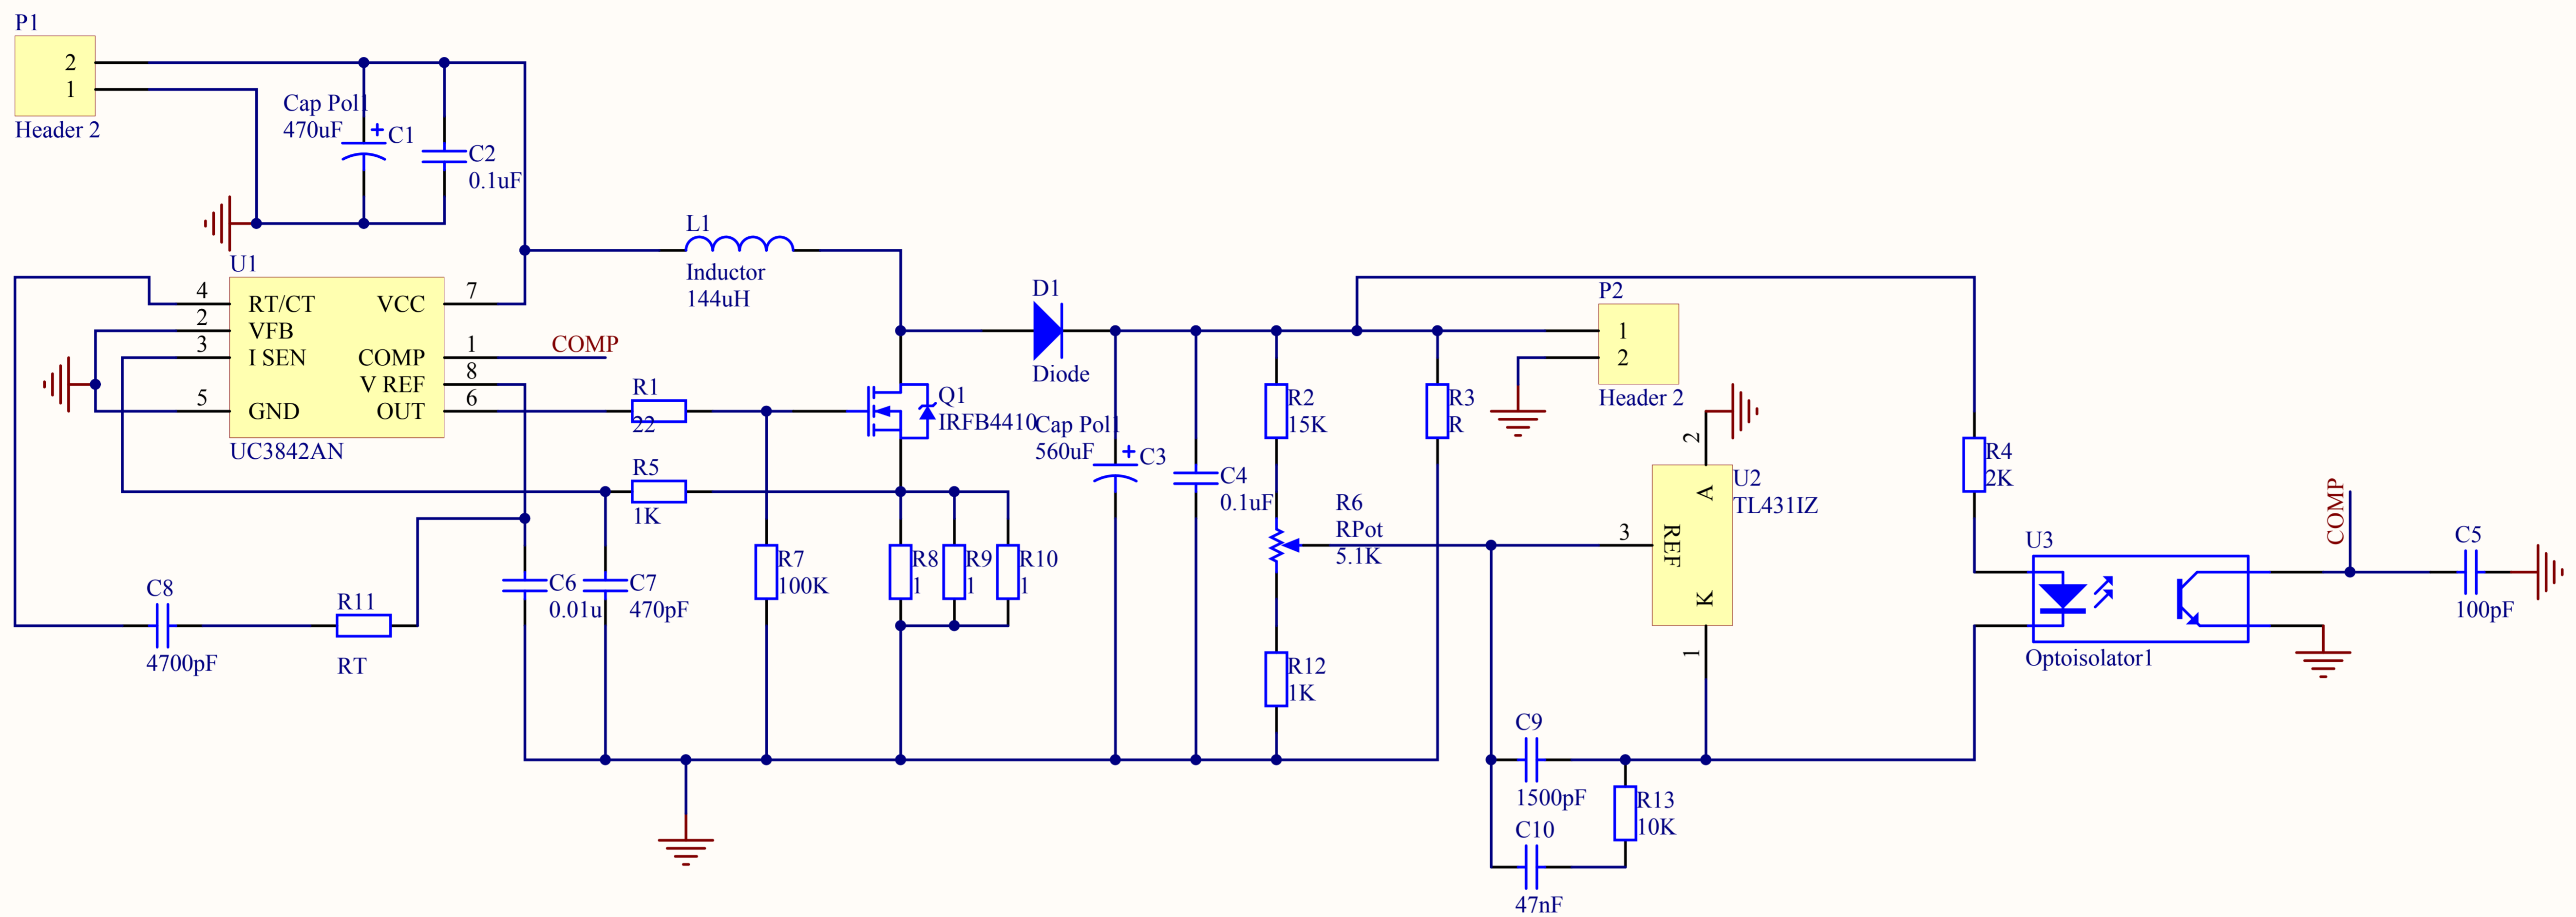 P1
2
1
Header 2
Cap Pol1
470uF
C1
C2
0.1uF
U1
4
RT/CT
VCC
7
2
VFB
3
I SEN
COMP
1
COMP
V REF
8
5
GND
OUT
6
UC3842AN
L1
Inductor
144uH
D1
Diode
R1
22
Q1
IRFB4410
Cap Pol1
560uF
C3
C4
0.1uF
R2
15K
R3
R
P2
1
2
Header 2
R5
1K
R6
RPot
5.1K
2
A
U2
TL431IZ
3
REF
K
1
R4
2K
COMP
U3
Optoisolator1
C5
100pF
C8
4700pF
R11
RT
C6
0.01u
C7
470pF
R7
100K
R8
1
R9
1
R10
1
R12
1K
C9
1500pF
R13
10K
C10
47nF